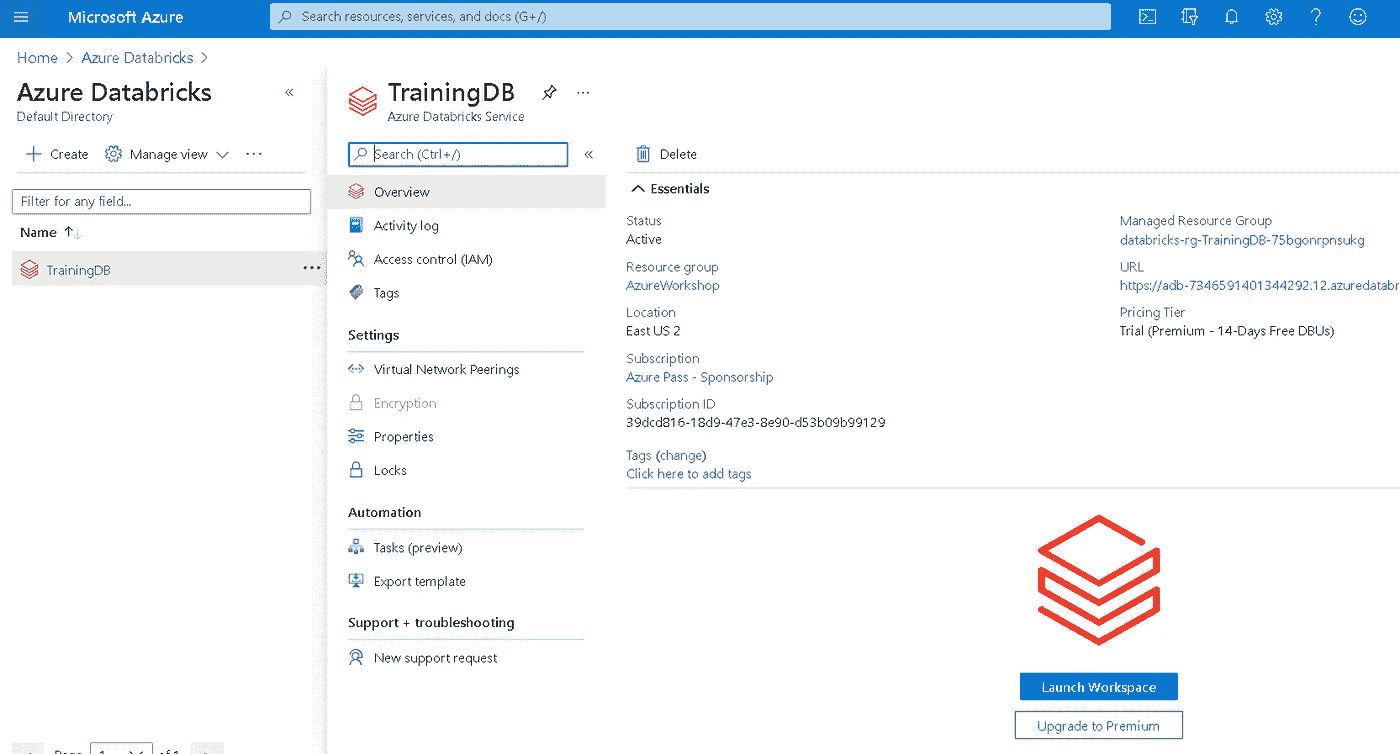 Microsoft Azure
Search resources, services, and docs (G+/)
Home > Azure Databricks >
Azure Databricks
Default Directory
Create
Manage view
Filter for any field...
Name
TrainingDB
TrainingDB
Azure Databricks Service
Search (Ctrl+/)
Overview
Activity log
Access control (IAM)
Tags
Settings
Virtual Network Peerings
Encryption
Properties
Locks
Automation
Tasks (preview)
Export template
Support + troubleshooting
New support request
Delete
Essentials
Status
Active
Resource group
AzureWorkshop
Location
East US 2
Subscription
Azure Pass - Sponsorship
Subscription ID
39dcd816-18d9-47e3-8e90-d53b09b99129
Tags (change)
Click here to add tags
Managed Resource Group
databricks-rg-TrainingDB-75bgonrpnsukg
URL
https://adb-7346591401344292.12.azuredatabr
Pricing Tier
Trial (Premium - 14-Days Free DBUs)
Launch Workspace
Upgrade to Premium
Page 1 of 1